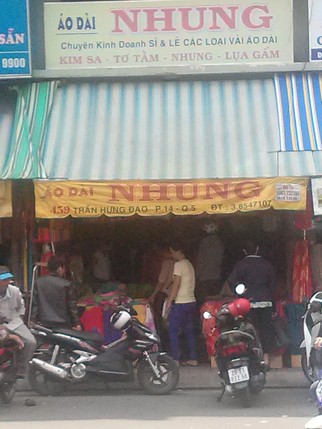 SẴN
9900
ÁO DÀI NHUNG
Chuyên Kinh Doanh SỈ & LẺ CÁC LOẠI VẢI ÁO DÀI
KIM SA - TƠ TẰM - NHUNG - LỤA GẤM
ÁO DÀI NHUNG
459 TRẦN HƯNG ĐẠO P.14 - Q.5 ĐT : 3.8547107